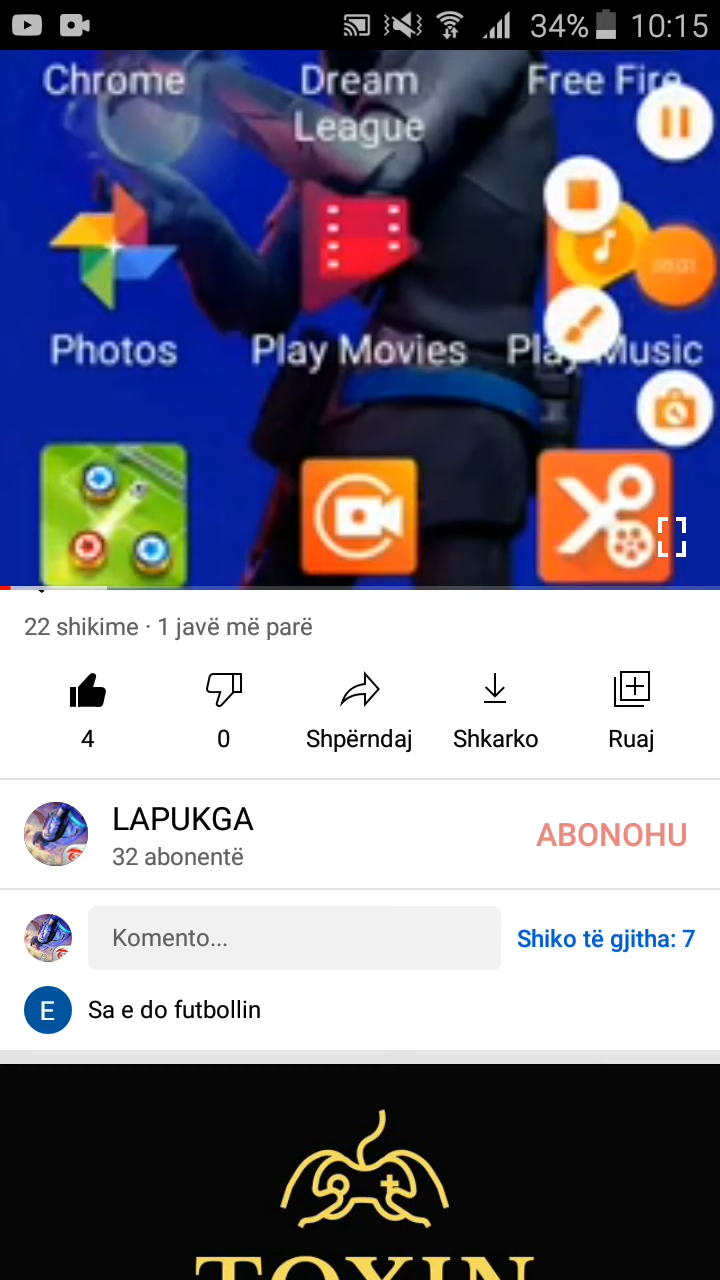 34% 10:15
Chrome
Dream
League
Free Fire
Photos
Play Movies
Play Music
22 shikime · 1 javë më parë
4
0
Shpërndaj
Shkarko
Ruaj
LAPUKGA
32 abonentë
ABONOHU
Komento...
Shiko të gjitha: 7
E
Sa e do futbollin
TOXIN